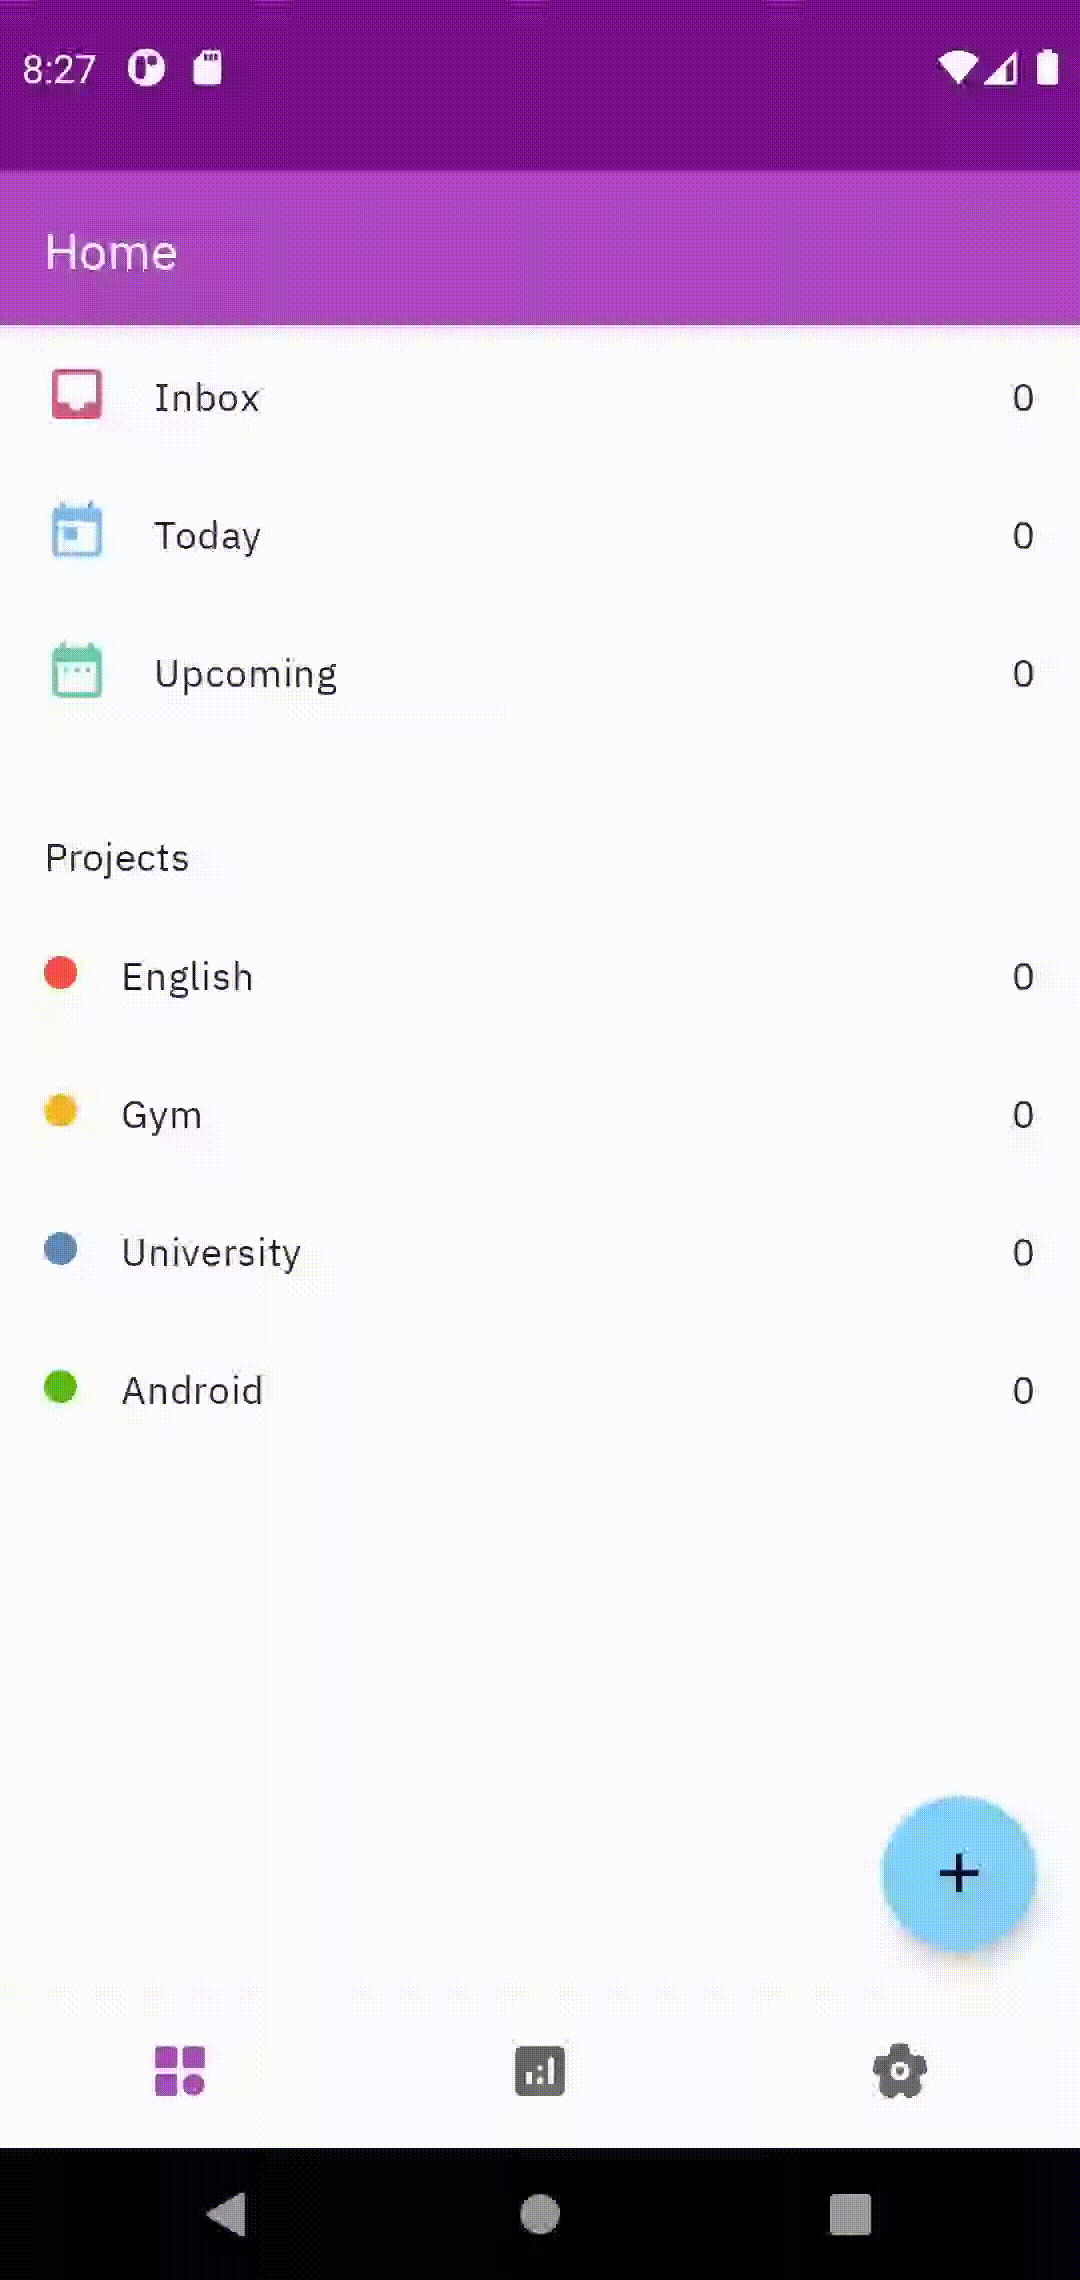 8:27
Home
Inbox 0
Today 0
Upcoming 0
Projects
English 0
Gym 0
University 0
Android 0